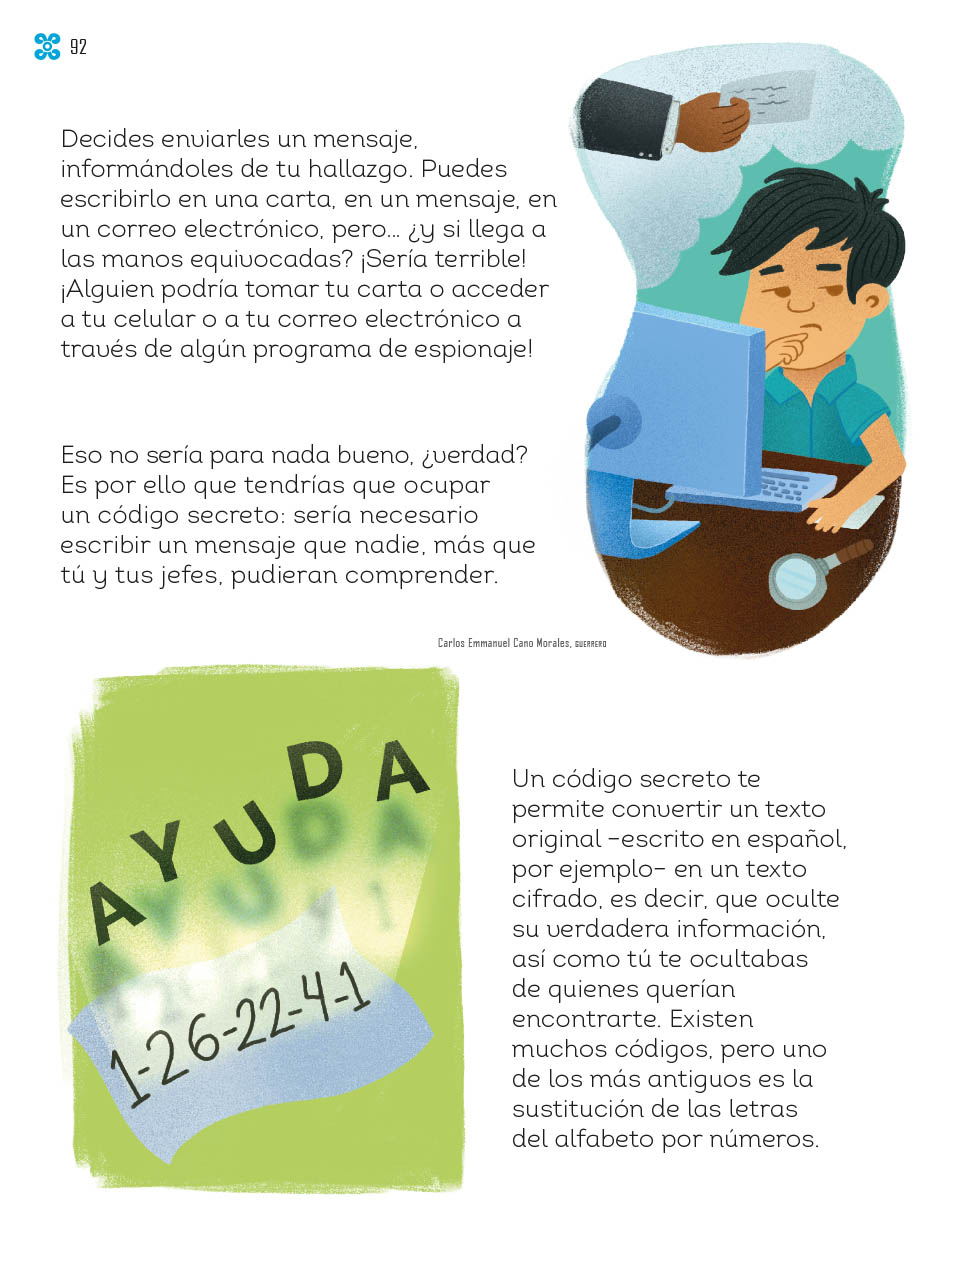 92
Decides enviarles un mensaje,
informándoles de tu hallazgo. Puedes
escribirlo en una carta, en un mensaje, en
un correo electrónico, pero... ¿y si llega a
las manos equivocadas? ¡Sería terrible!
¡Alguien podría tomar tu carta o acceder
a tu celular o a tu correo electrónico a
través de algún programa de espionaje!
Eso no sería para nada bueno, ¿verdad?
Es por ello que tendrías que ocupar
un código secreto: sería necesario
escribir un mensaje que nadie, más que
tú y tus jefes, pudieran comprender.
Carlos Emmanuel Cano Morales, GUERRERO
AYUDA
1-26-22-4-1
Un código secreto te
permite convertir un texto
original –escrito en español,
por ejemplo– en un texto
cifrado, es decir, que oculte
su verdadera información,
así como tú te ocultabas
de quienes querían
encontrarte. Existen
muchos códigos, pero uno
de los más antiguos es la
sustitución de las letras
del alfabeto por números.